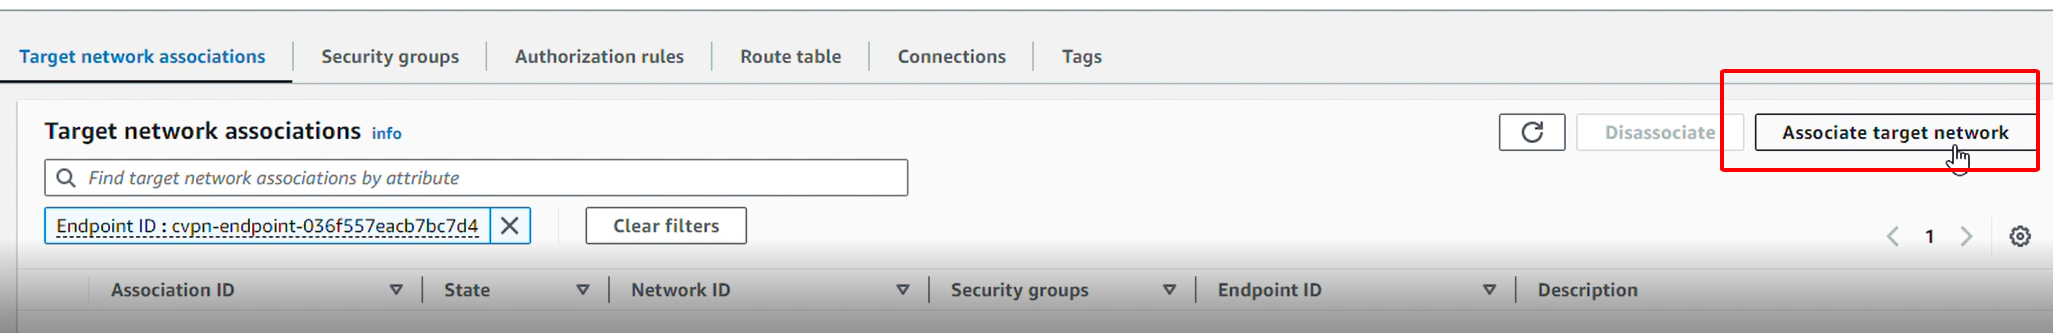 Target network associations
Security groups
Authorization rules
Route table
Connections
Tags
Target network associations info
Disassociate
Associate target network
Find target network associations by attribute
Endpoint ID : cvpn-endpoint-036f557eacb7bc7d4
Clear filters
1
Association ID
State
Network ID
Security groups
Endpoint ID
Description